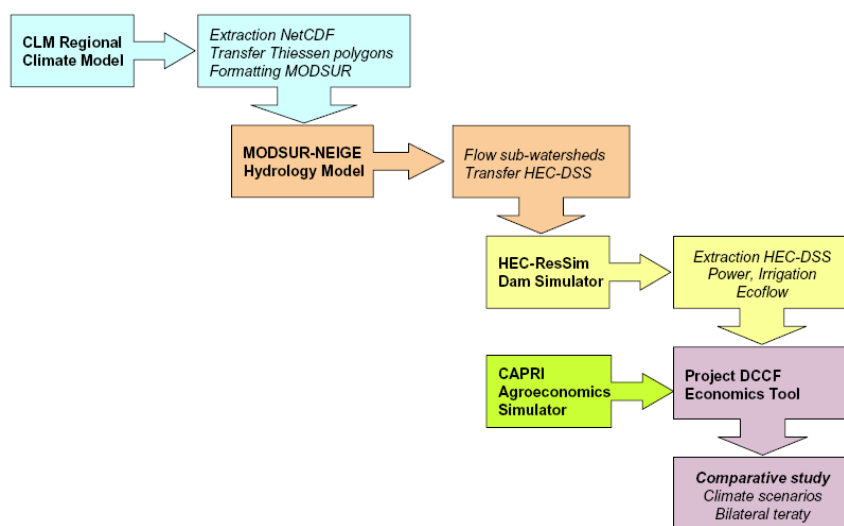 CLM Regional
Climate Model
Extraction NetCDF
Transfer Thiessen polygons
Formatting MODSUR
MODSUR-NEIGE
Hydrology Model
Flow sub-watersheds
Transfer HEC-DSS
HEC-ResSim
Dam Simulator
Extraction HEC-DSS
Power, Irrigation
Ecoflow
CAPRI
Agroeconomics
Simulator
Project DCCF
Economics Tool
Comparative study
Climate scenarios
Bilateral teraty